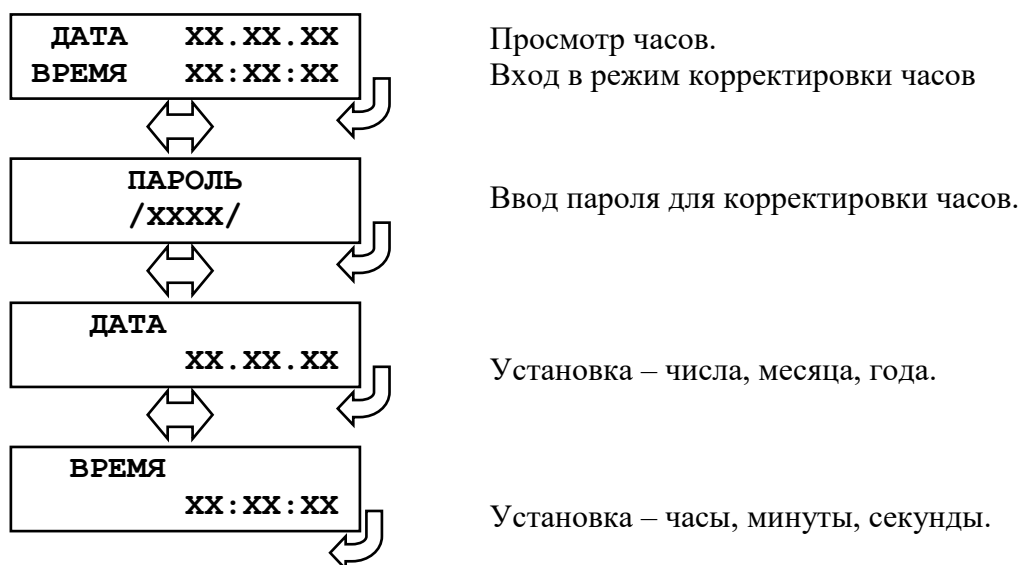 ДАТА XX.XX.XX
ВРЕМЯ XX:XX:XX
Просмотр часов.
Вход в режим корректировки часов
ПАРОЛЬ
/XXXX/
Ввод пароля для корректировки часов.
ДАТА
XX.XX.XX
Установка – числа, месяца, года.
ВРЕМЯ
XX:XX:XX
Установка – часы, минуты, секунды.